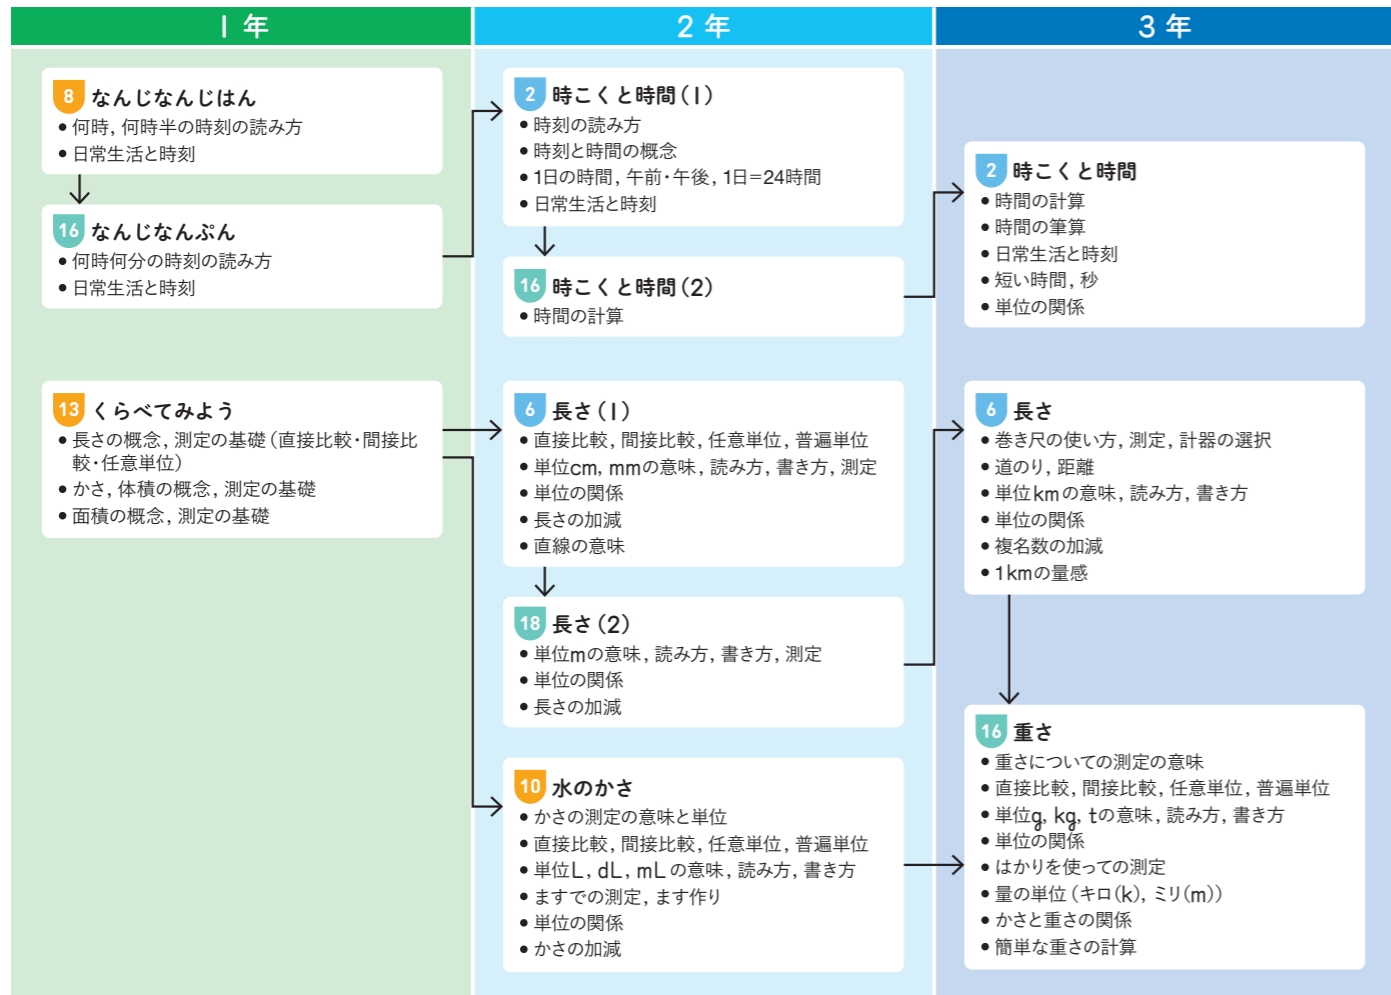 1年
2年
3年
8 なんじなんじはん
• 何時，何時半の時刻の読み方
• 日常生活と時刻
16 なんじなんぷん
• 何時何分の時刻の読み方
• 日常生活と時刻
13 くらべてみよう
• 長さの概念，測定の基礎（直接比較・間接比
較・任意単位）
• かさ，体積の概念，測定の基礎
• 面積の概念，測定の基礎
2 時こくと時間（1）
• 時刻の読み方
• 時刻と時間の概念
• 1日の時間，午前・午後，1日＝24時間
• 日常生活と時刻
16 時こくと時間（2）
• 時間の計算
6 長さ（1）
• 直接比較，間接比較，任意単位，普遍単位
• 単位cm，mmの意味，読み方，書き方，測定
• 単位の関係
• 長さの加減
• 直線の意味
18 長さ（2）
• 単位mの意味，読み方，書き方，測定
• 単位の関係
• 長さの加減
10 水のかさ
• かさの測定の意味と単位
• 直接比較，間接比較，任意単位，普遍単位
• 単位L，dL，mLの意味，読み方，書き方
• ますでの測定，ます作り
• 単位の関係
• かさの加減
2 時こくと時間
• 時間の計算
• 時間の筆算
• 日常生活と時刻
• 短い時間，秒
• 単位の関係
6 長さ
• 巻き尺の使い方，測定，計器の選択
• 道のり，距離
• 単位kmの意味，読み方，書き方
• 単位の関係
• 複名数の加減
• 1kmの量感
16 重さ
• 重さについての測定の意味
• 直接比較，間接比較，任意単位，普遍単位
• 単位g，kg，tの意味，読み方，書き方
• 単位の関係
• はかりを使っての測定
• 量の単位（キロ（k），ミリ（m））
• かさと重さの関係
• 簡単な重さの計算